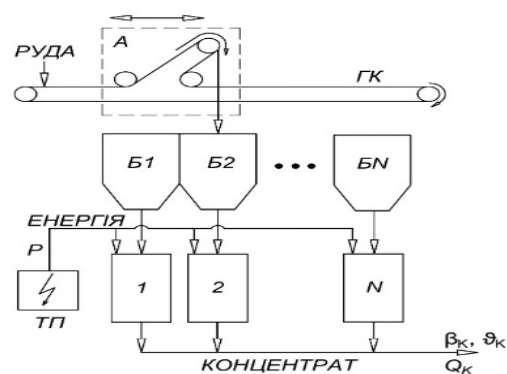 А
РУДА
ГК
Б1 Б2 ••• БN
ЕНЕРГІЯ
Р
1 2 N
ТП
βК, ϑК
КОНЦЕНТРАТ
QК